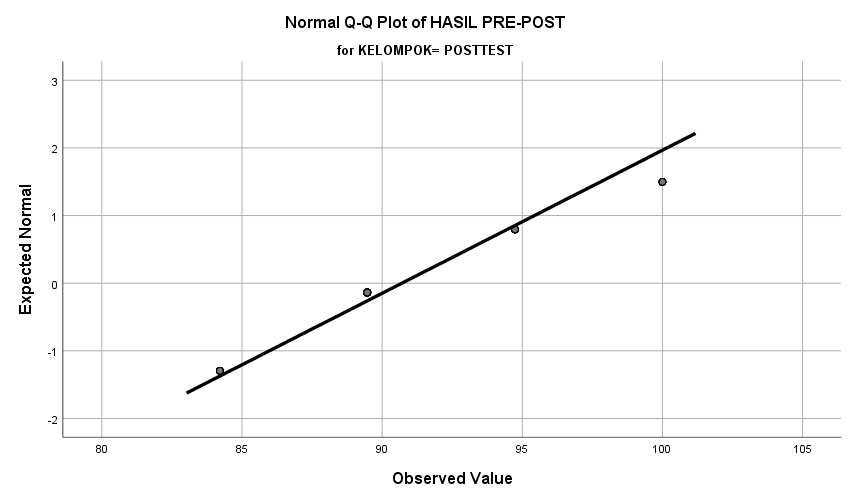 Normal Q-Q Plot of HASIL PRE-POST
for KELOMPOK= POSTTEST
Expected Normal
3
2
1
0
-1
-2
80 85 90 95 100 105
Observed Value